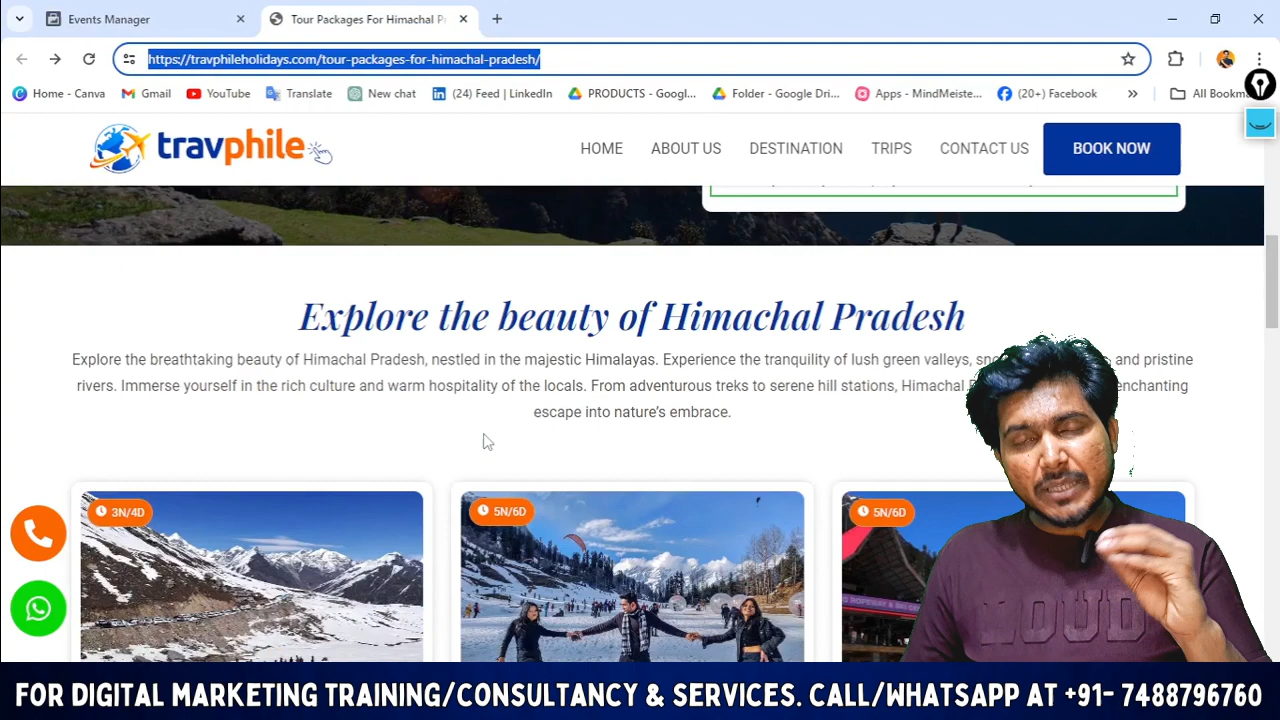 Events Manager
Tour Packages For Himachal P
https://travphileholidays.com/tour-packages-for-himachal-pradesh/
Home - Canva
Gmail
YouTube
Translate
New chat
(24) Feed | LinkedIn
PRODUCTS - Googl...
Folder - Google Dri...
Apps - MindMeiste...
(20+) Facebook
All Bookm
travphile
HOME
ABOUT US
DESTINATION
TRIPS
CONTACT US
BOOK NOW
Explore the beauty of Himachal Pradesh
Explore the breathtaking beauty of Himachal Pradesh, nestled in the majestic Himalayas. Experience the tranquility of lush green valleys, and pristine
rivers. Immerse yourself in the rich culture and warm hospitality of the locals. From adventurous treks to serene hill stations, Himachal enchanting
escape into nature's embrace.
3N/4D
5N/6D
5N/6D
LOUD
FOR DIGITAL MARKETING TRAINING/CONSULTANCY & SERVICES. CALL/WHATSAPP AT +91- 7488796760